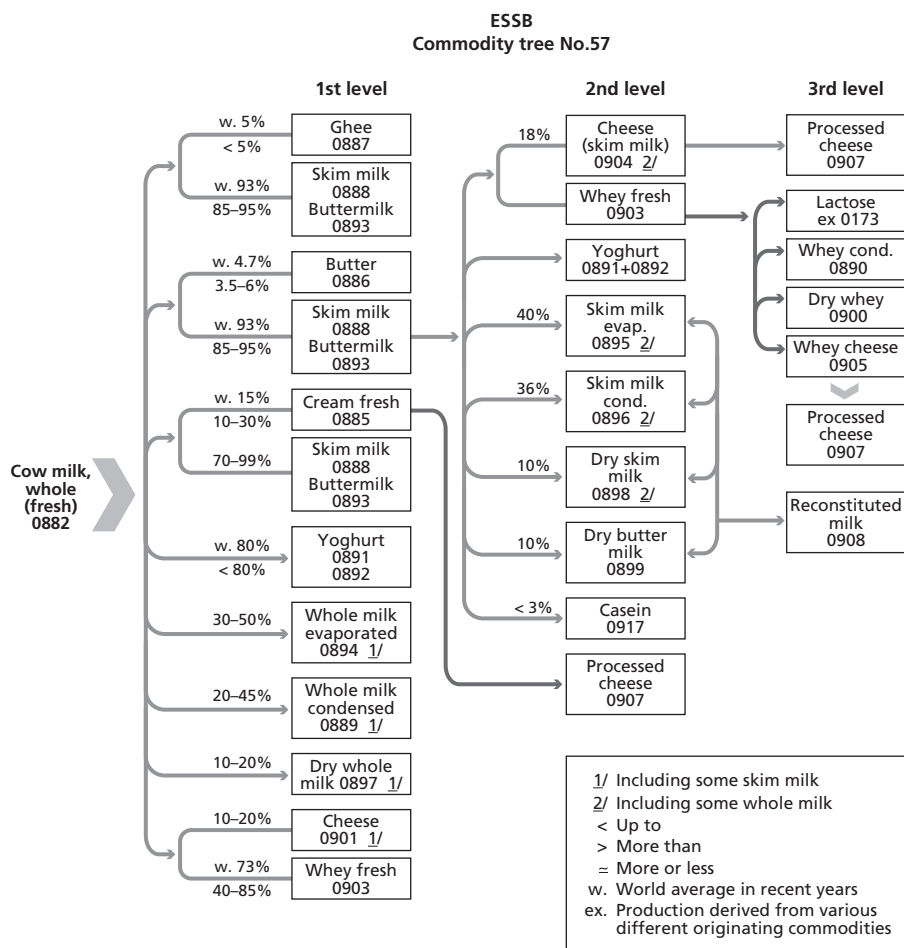 ESSB
Commodity tree No.57
1st level
2nd level
3rd level
Cow milk,
whole
(fresh)
0882
w. 5%
< 5%
Ghee
0887
w. 93%
85–95%
Skim milk
0888
Buttermilk
0893
w. 4.7%
3.5–6%
Butter
0886
w. 93%
85–95%
Skim milk
0888
Buttermilk
0893
w. 15%
10–30%
Cream fresh
0885
70–99%
Skim milk
0888
Buttermilk
0893
w. 80%
< 80%
Yoghurt
0891
0892
30–50%
Whole milk
evaporated
0894 1/
20–45%
Whole milk
condensed
0889 1/
10–20%
Dry whole
milk 0897 1/
10–20%
Cheese
0901 1/
w. 73%
40–85%
Whey fresh
0903
18%
Cheese
(skim milk)
0904 2/
Whey fresh
0903
Yoghurt
0891+0892
40%
Skim milk
evap.
0895 2/
36%
Skim milk
cond.
0896 2/
10%
Dry skim
milk
0898 2/
10%
Dry butter
milk
0899
< 3%
Casein
0917
Processed
cheese
0907
Processed
cheese
0907
Lactose
ex 0173
Whey cond.
0890
Dry whey
0900
Whey cheese
0905
Processed
cheese
0907
Reconstituted
milk
0908
1/ Including some skim milk
2/ Including some whole milk
< Up to
> More than
≃ More or less
w. World average in recent years
ex. Production derived from various
different originating commodities